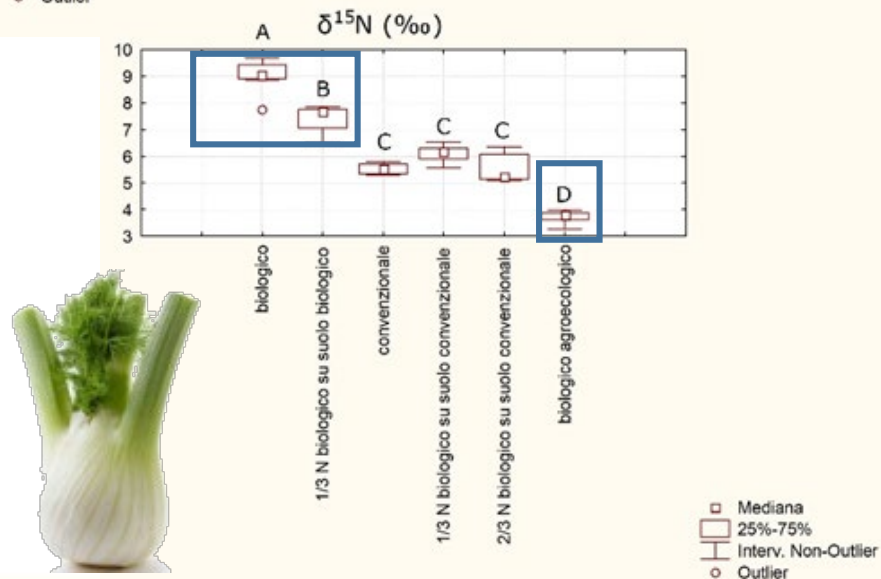 Outlier
δ¹⁵N (‰)
A
B
C
C
C
D
10
9
8
7
6
5
4
3
biologico
1/3 N biologico su suolo biologico
convenzionale
1/3 N biologico su suolo convenzionale
2/3 N biologico su suolo convenzionale
biologico agroecologico
Mediana
25%-75%
Interv. Non-Outlier
Outlier